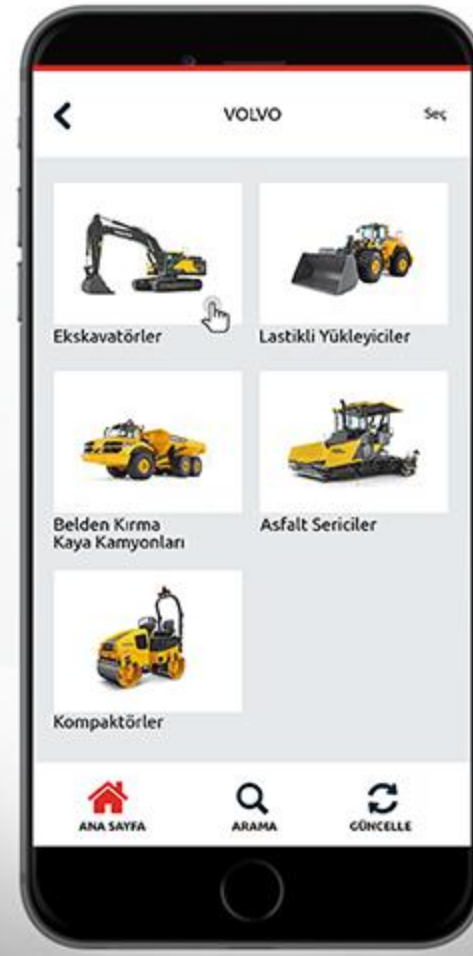 VOLVO
Seç
Ekskavatörler
Lastikli Yükleyiciler
Belden Kırma
Kaya Kamyonları
Asfalt Sericiler
Kompaktörler
ANA SAYFA
ARAMA
GÜNCELLE